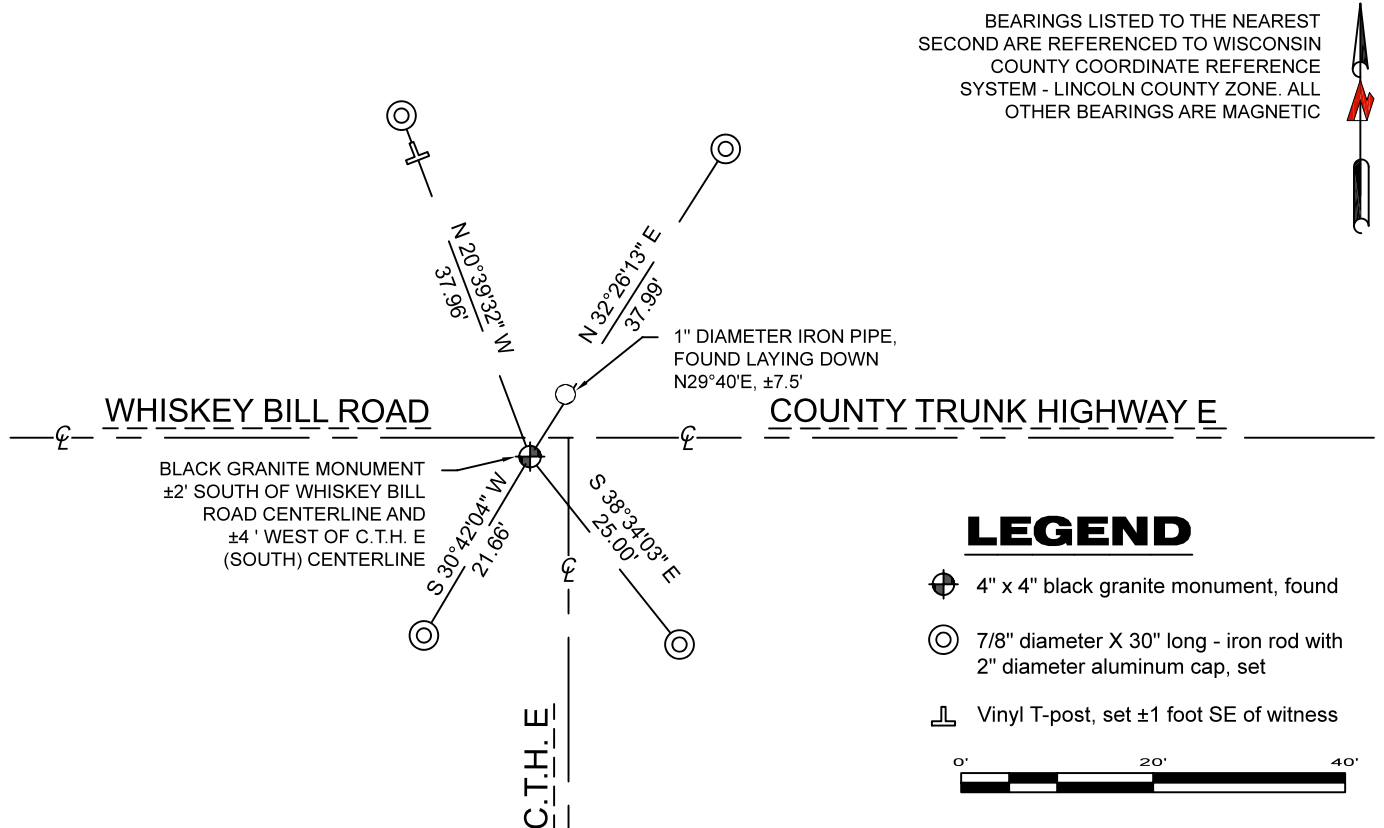 BEARINGS LISTED TO THE NEAREST
SECOND ARE REFERENCED TO WISCONSIN
COUNTY COORDINATE REFERENCE
SYSTEM - LINCOLN COUNTY ZONE. ALL
OTHER BEARINGS ARE MAGNETIC
N
N 20°39'32" W
37.96'
N 32°26'13" E
37.99'
1" DIAMETER IRON PIPE,
FOUND LAYING DOWN
N29°40'E, ±7.5'
WHISKEY BILL ROAD
COUNTY TRUNK HIGHWAY E
CL
CL
BLACK GRANITE MONUMENT
±2' SOUTH OF WHISKEY BILL
ROAD CENTERLINE AND
±4 ' WEST OF C.T.H. E
(SOUTH) CENTERLINE
S 30°42'04" W
21.66'
S 38°34'03" E
25.00'
CL
C.T.H. E
LEGEND
4" x 4" black granite monument, found
7/8" diameter X 30" long - iron rod with
2" diameter aluminum cap, set
Vinyl T-post, set ±1 foot SE of witness
0' 20' 40'